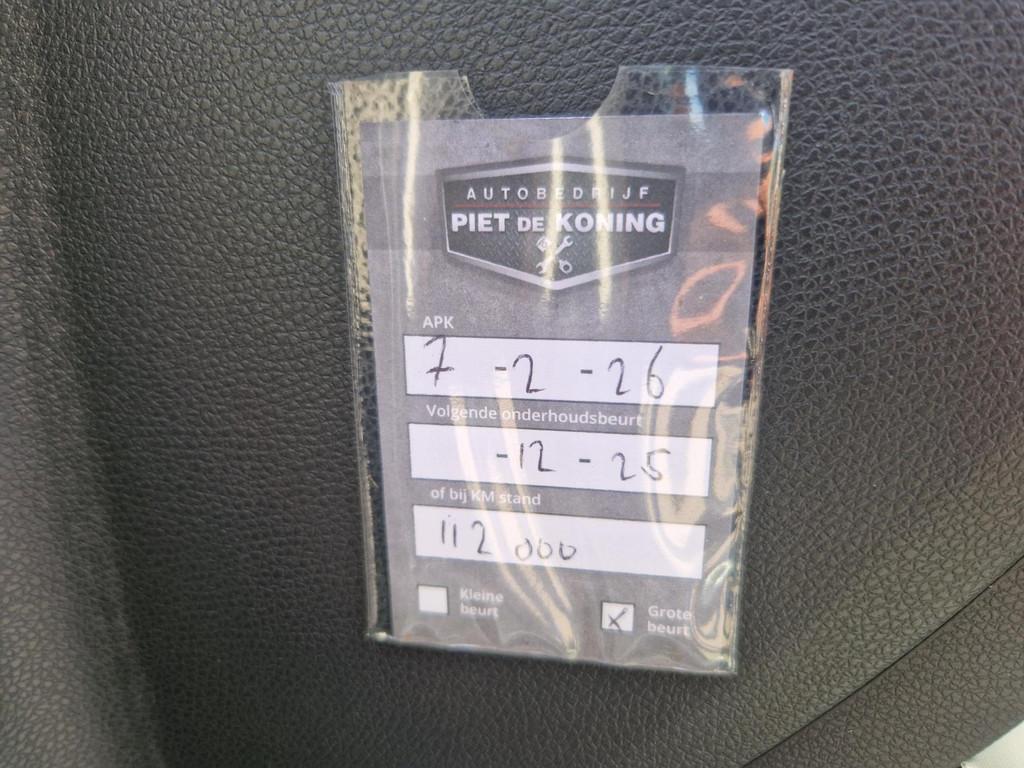 AUTOBEDRIJF
PIET DE KONING
APK
7 -2 -26
Volgende onderhoudsbeurt
-12 -25
of bij KM stand
112 000
Kleine
beurt
Grote
beurt